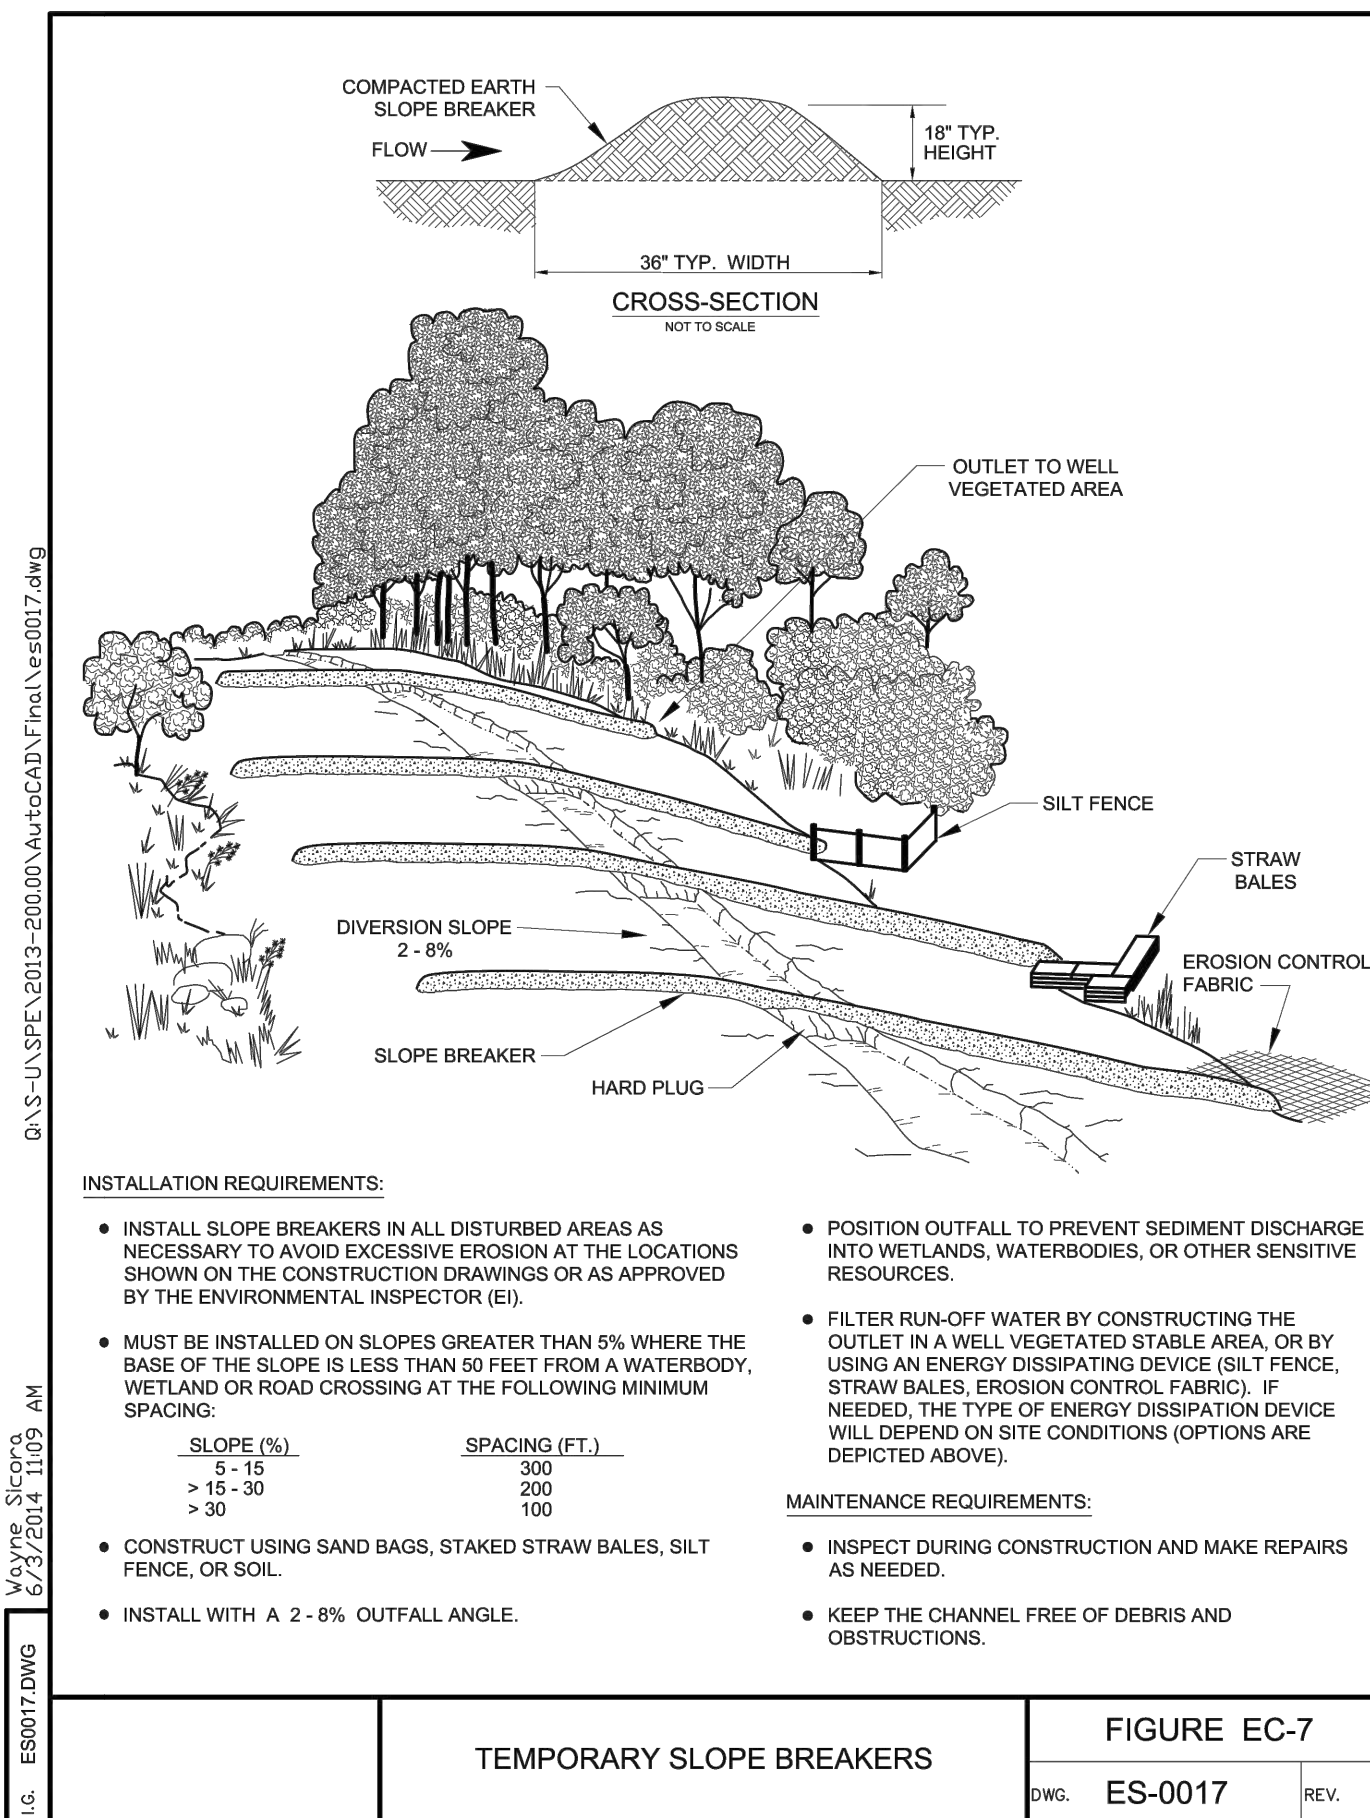 COMPACTED EARTH
SLOPE BREAKER
FLOW
18" TYP.
HEIGHT
36" TYP. WIDTH
CROSS-SECTION
NOT TO SCALE
OUTLET TO WELL
VEGETATED AREA
SILT FENCE
STRAW
BALES
DIVERSION SLOPE
2 - 8%
EROSION CONTROL
FABRIC
SLOPE BREAKER
HARD PLUG
INSTALLATION REQUIREMENTS:
● INSTALL SLOPE BREAKERS IN ALL DISTURBED AREAS AS
NECESSARY TO AVOID EXCESSIVE EROSION AT THE LOCATIONS
SHOWN ON THE CONSTRUCTION DRAWINGS OR AS APPROVED
BY THE ENVIRONMENTAL INSPECTOR (EI).
● MUST BE INSTALLED ON SLOPES GREATER THAN 5% WHERE THE
BASE OF THE SLOPE IS LESS THAN 50 FEET FROM A WATERBODY,
WETLAND OR ROAD CROSSING AT THE FOLLOWING MINIMUM
SPACING:
SLOPE (%) SPACING (FT.)
5 - 15 300
> 15 - 30 200
> 30 100
● CONSTRUCT USING SAND BAGS, STAKED STRAW BALES, SILT
FENCE, OR SOIL.
● INSTALL WITH A 2 - 8% OUTFALL ANGLE.
● POSITION OUTFALL TO PREVENT SEDIMENT DISCHARGE
INTO WETLANDS, WATERBODIES, OR OTHER SENSITIVE
RESOURCES.
● FILTER RUN-OFF WATER BY CONSTRUCTING THE
OUTLET IN A WELL VEGETATED STABLE AREA, OR BY
USING AN ENERGY DISSIPATING DEVICE (SILT FENCE,
STRAW BALES, EROSION CONTROL FABRIC). IF
NEEDED, THE TYPE OF ENERGY DISSIPATION DEVICE
WILL DEPEND ON SITE CONDITIONS (OPTIONS ARE
DEPICTED ABOVE).
MAINTENANCE REQUIREMENTS:
● INSPECT DURING CONSTRUCTION AND MAKE REPAIRS
AS NEEDED.
● KEEP THE CHANNEL FREE OF DEBRIS AND
OBSTRUCTIONS.
TEMPORARY SLOPE BREAKERS
FIGURE EC-7
DWG. ES-0017 REV.
Q:\S-U\SPE\2013-200.00\AutoCAD\Final\es0017.dwg
Wayne Sicora
6/3/2014 11:09 AM
I.G. ES0017.DWG